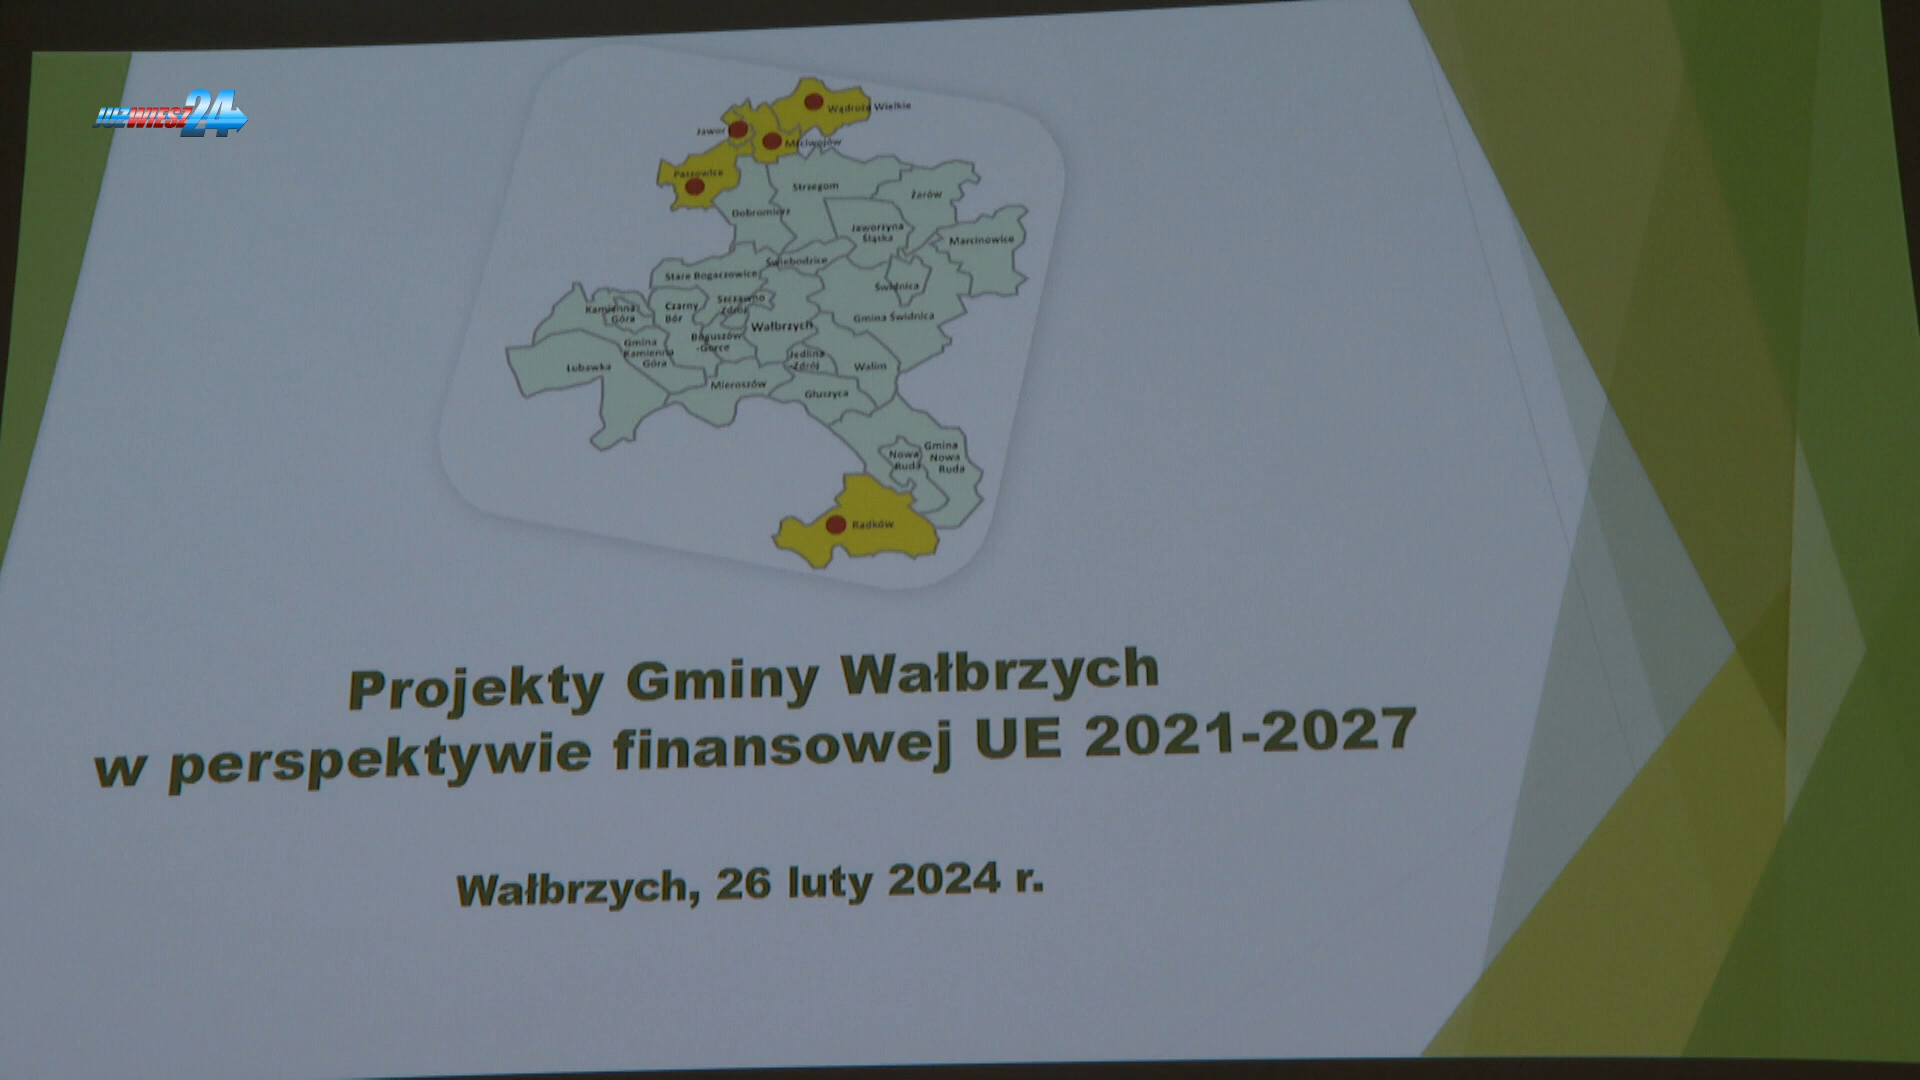 JUŻWIESZ24
Wądroże Wielkie
Jawor
Mściwojów
Paszowice
Strzegom
Żarów
Dobromierz
Jaworzyna
Śląska
Marcinowice
Świebodzice
Stare Bogaczowice
Świdnica
Kamienna
Góra
Czarny
Bór
Szczawno
Zdrój
Gmina Świdnica
Wałbrzych
Boguszów
-Gorce
Gmina
Kamienna
Góra
Jedlina
-Zdrój
Lubawka
Walim
Mieroszów
Głuszyca
Nowa
Ruda
Gmina
Nowa
Ruda
Radków
Projekty Gminy Wałbrzych
w perspektywie finansowej UE 2021-2027
Wałbrzych, 26 luty 2024 r.